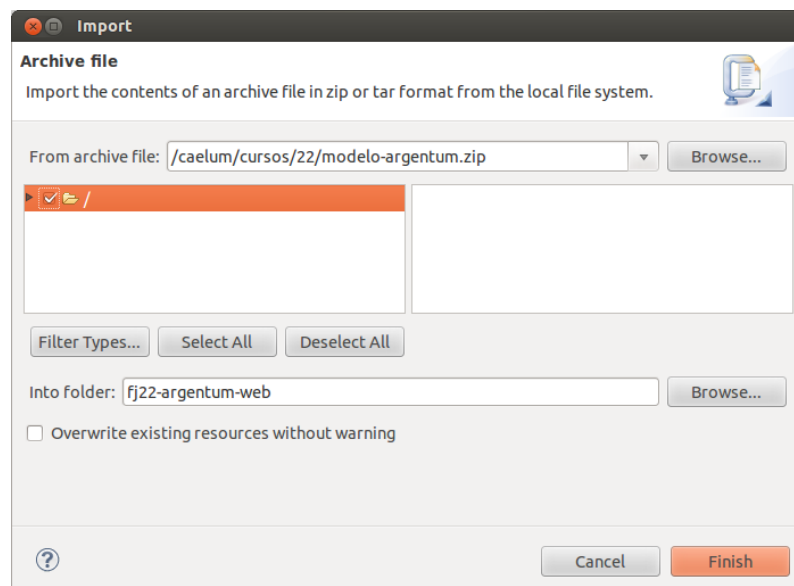 Import
Archive file
Import the contents of an archive file in zip or tar format from the local file system.
From archive file: /caelum/cursos/22/modelo-argentum.zip Browse...
/
Filter Types... Select All Deselect All
Into folder: fj22-argentum-web Browse...
Overwrite existing resources without warning
? Cancel Finish